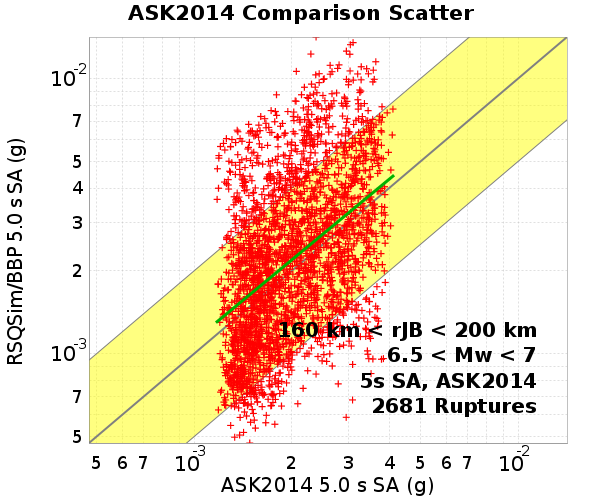 ASK2014 Comparison Scatter
RSQSim/BBP 5.0 s SA (g)
10-2
7
5
4
3
2
10-3
7
5
160 km < rJB < 200 km
6.5 < Mw < 7
5s SA, ASK2014
2681 Ruptures
5 6 7 10-3 2 3 4 5 6 7 10-2
ASK2014 5.0 s SA (g)